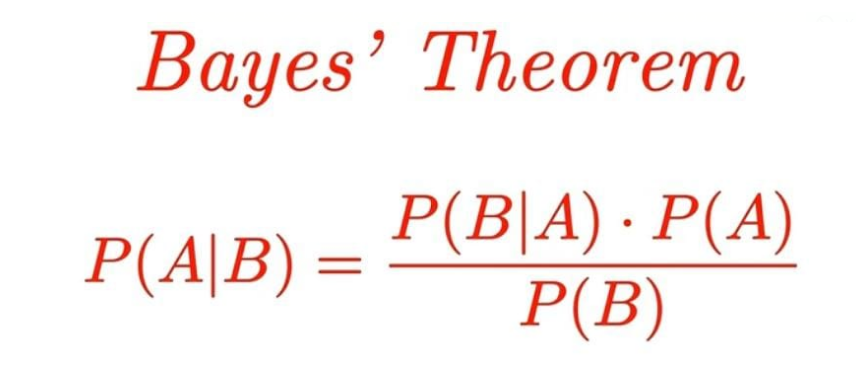 Bayes' Theorem
P(A|B) = P(B|A) · P(A) / P(B)